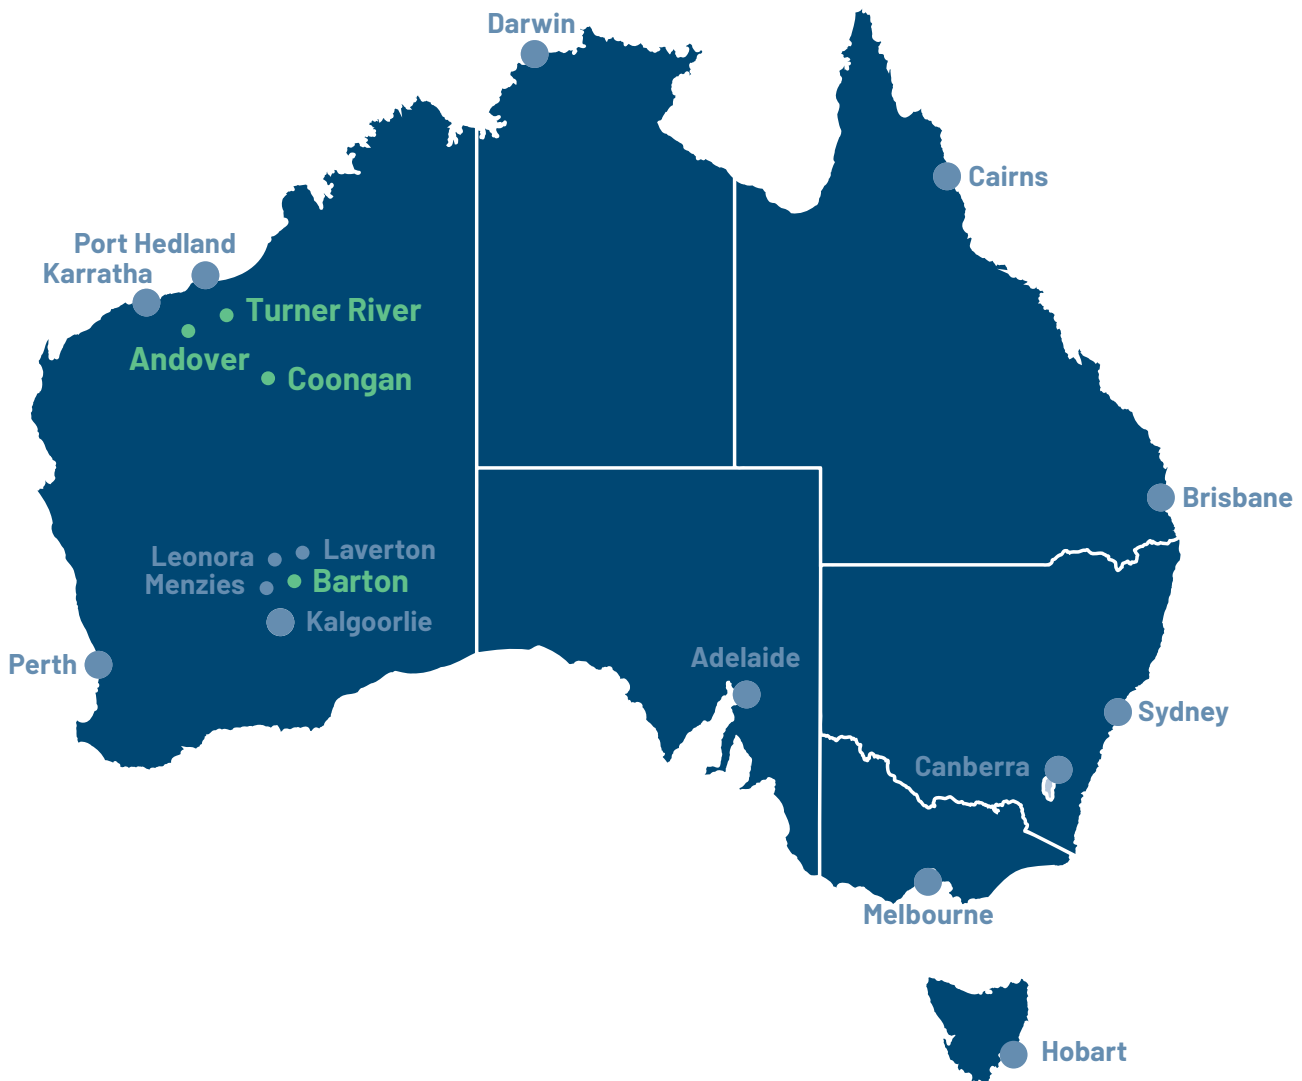 Darwin
Cairns
Port Hedland
Karratha
Turner River
Andover
Coongan
Brisbane
Leonora
Laverton
Menzies
Barton
Kalgoorlie
Perth
Adelaide
Sydney
Canberra
Melbourne
Hobart